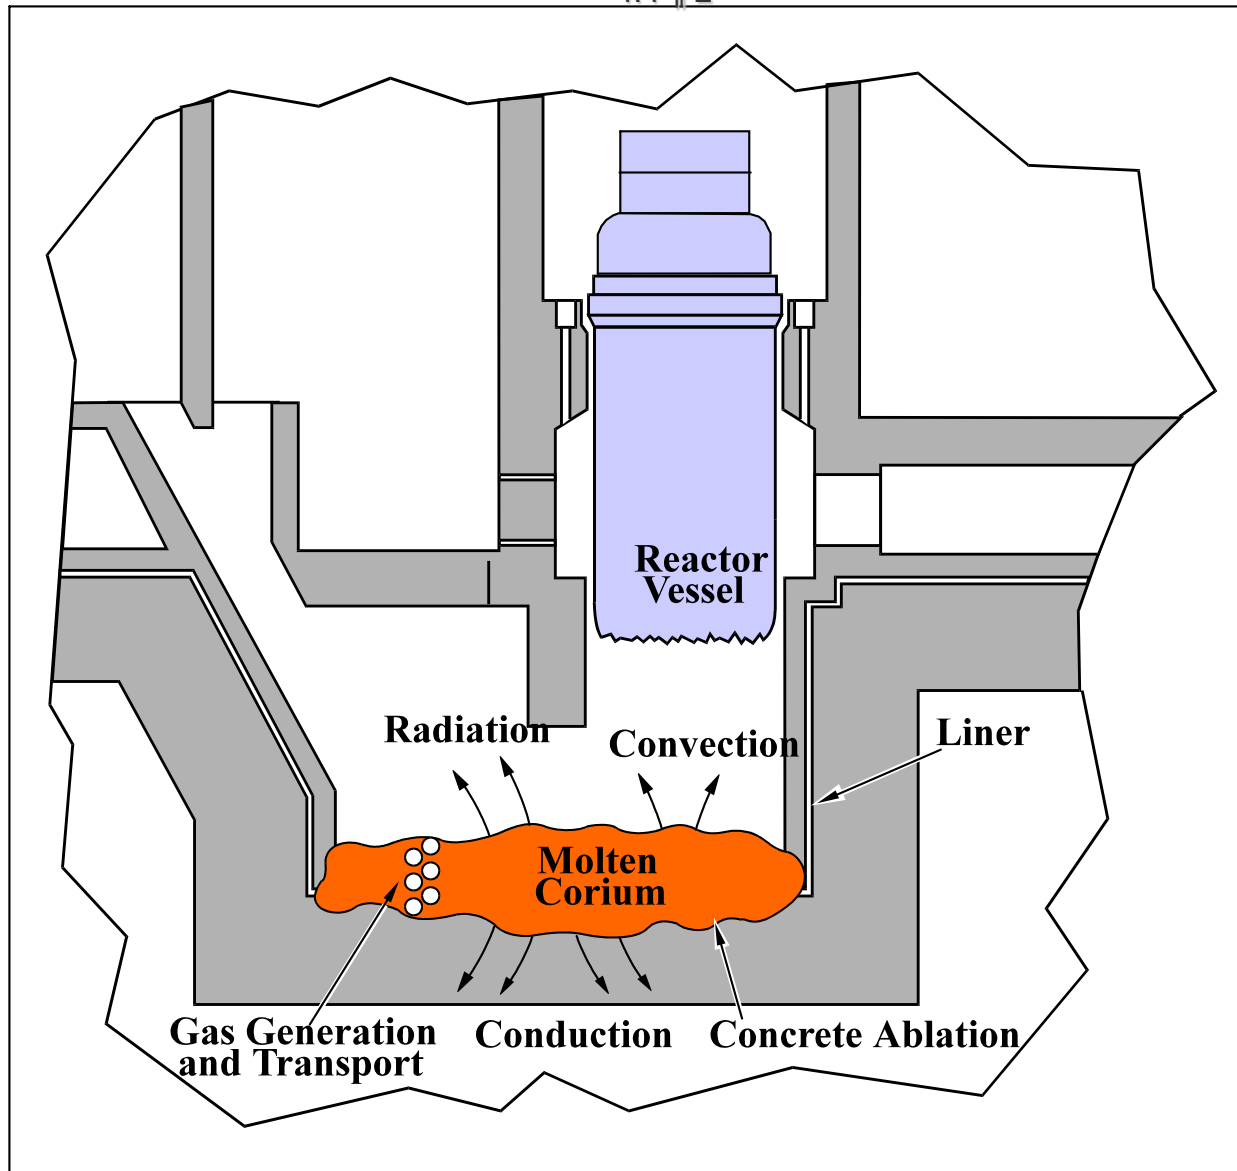 Reactor
Vessel
Radiation
Convection
Liner
Molten
Corium
Gas Generation
and Transport
Conduction
Concrete Ablation